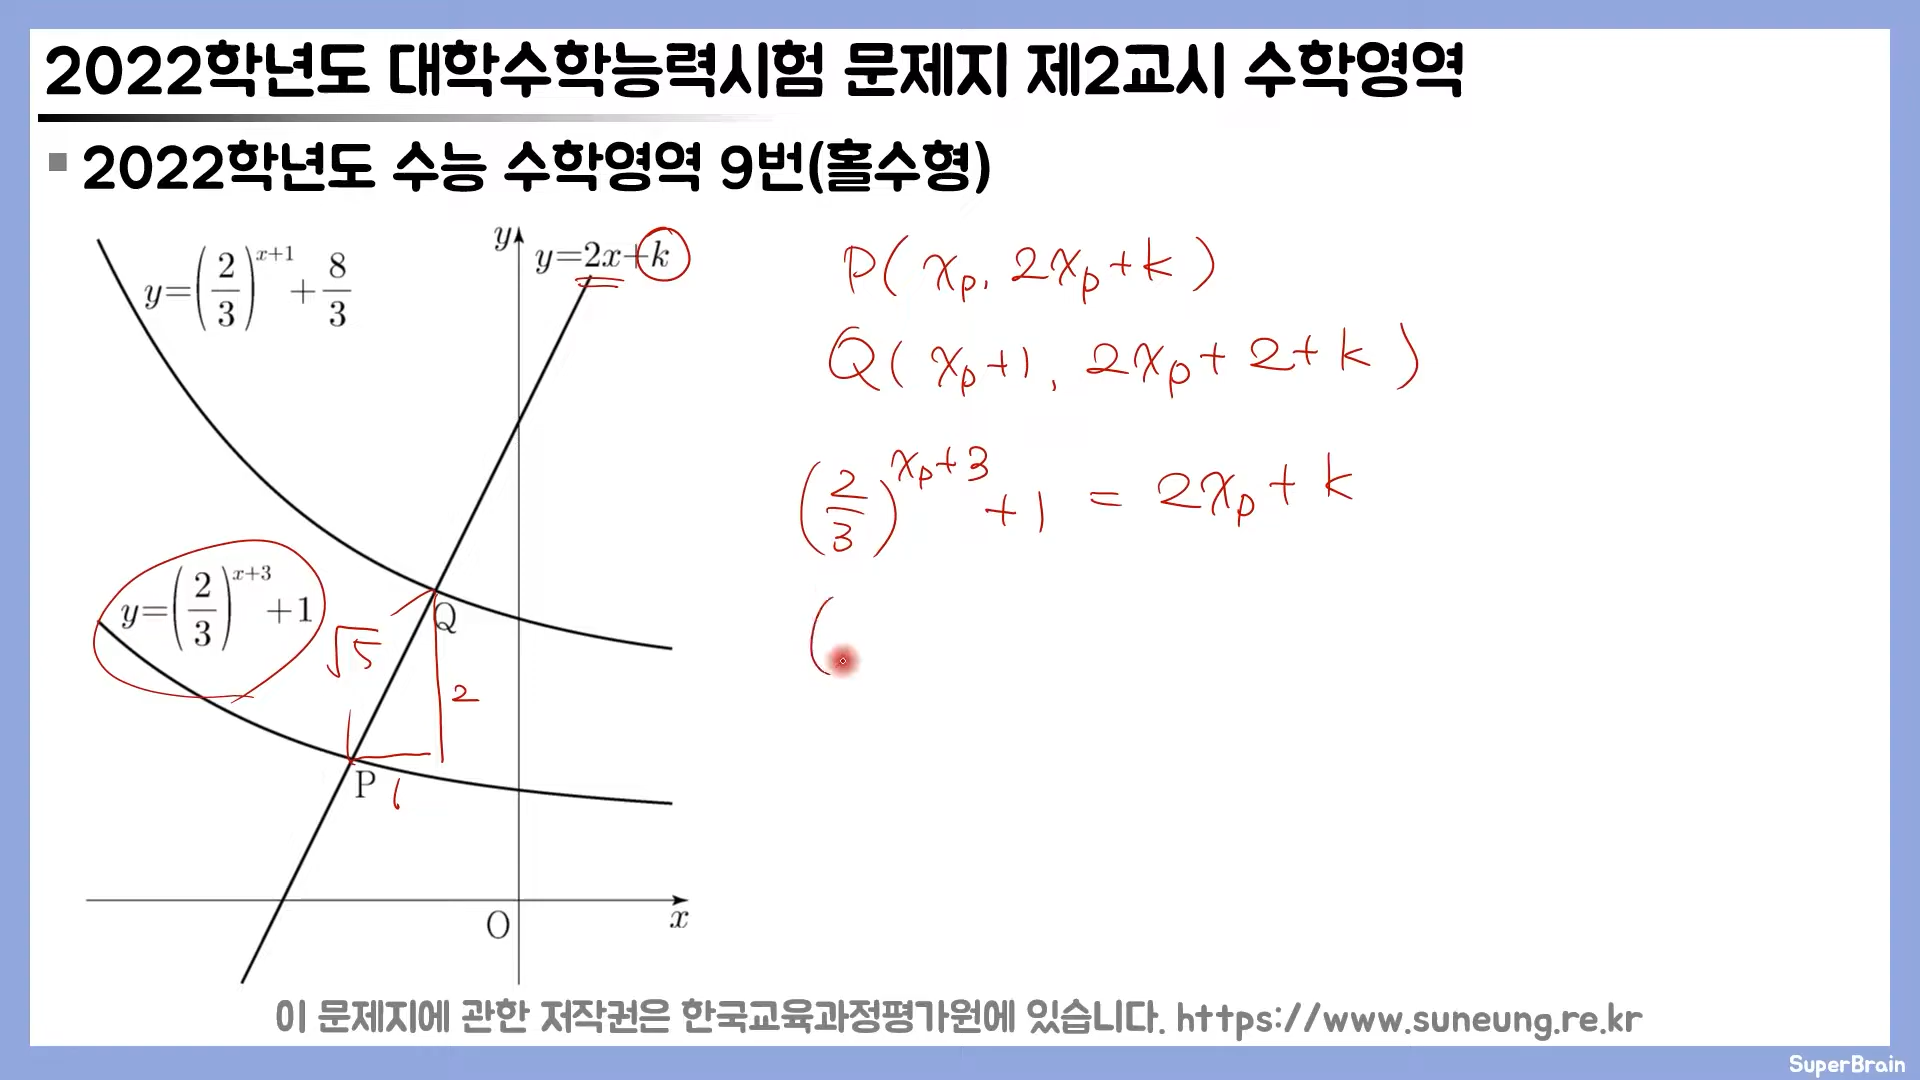 2022학년도 대학수학능력시험 문제지 제2교시 수학영역
2022학년도 수능 수학영역 9번(홀수형)
y=(2/3)^{x+1}+8/3
y
y=2x+k
y=(2/3)^{x+3}+1
Q
√5
2
P
1
O
x
P( x_p, 2x_p+k )
Q( x_p+1, 2x_p+2+k )
(2/3)^{x_p+3}+1 = 2x_p+k
(
이 문제지에 관한 저작권은 한국교육과정평가원에 있습니다. https://www.suneung.re.kr
SuperBrain